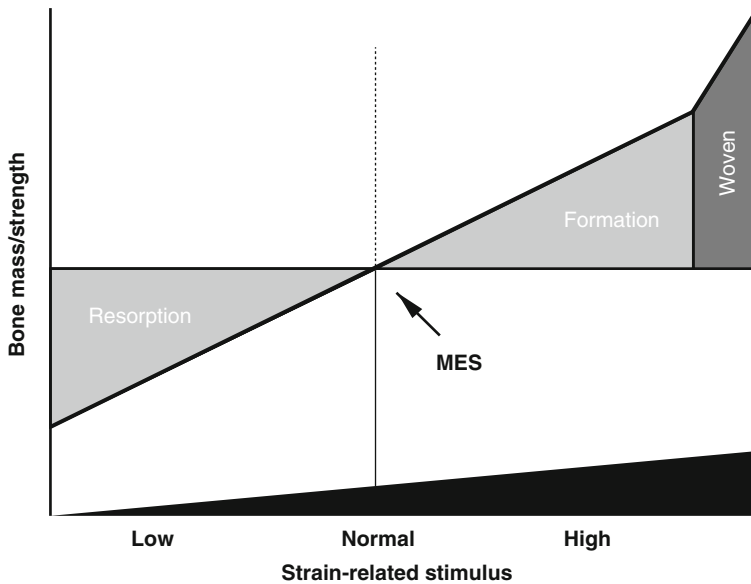 Bone mass/strength
Woven
Formation
Resorption
MES
Low Normal High
Strain-related stimulus